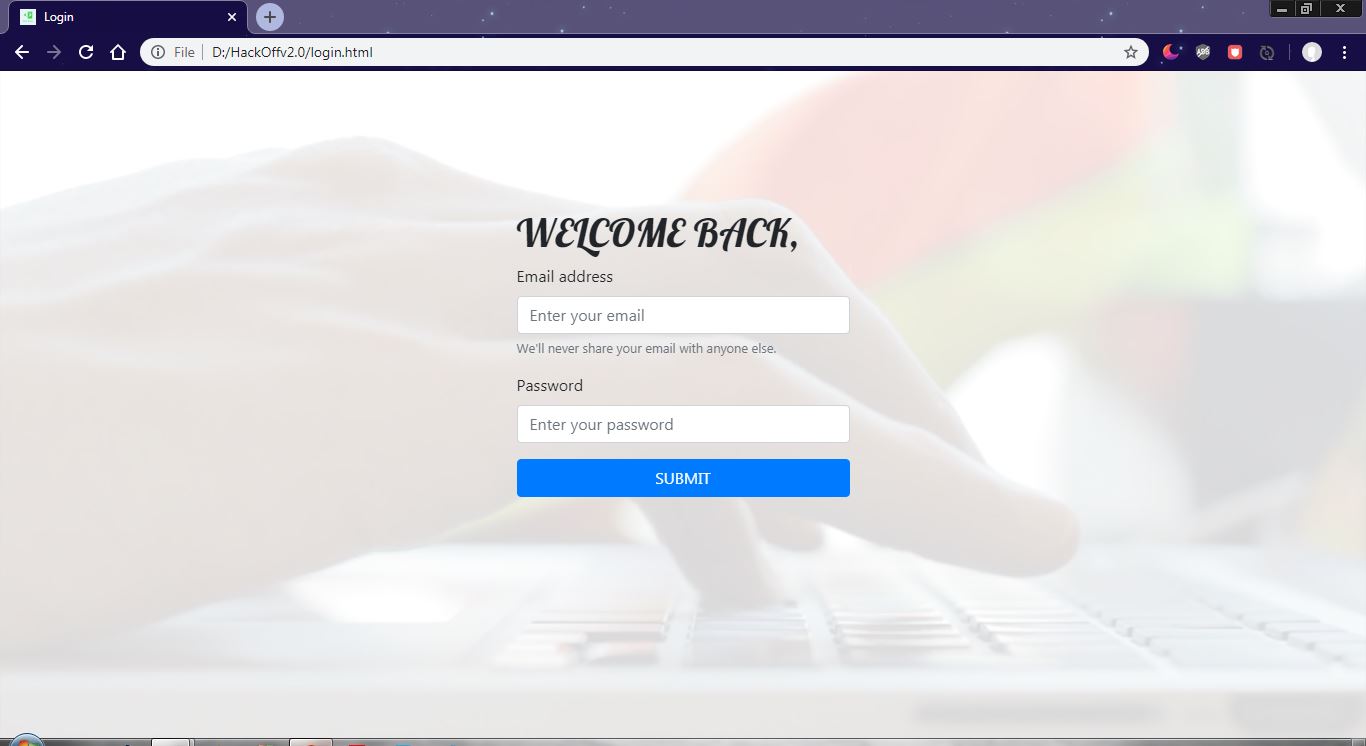 Login
File
D:/HackOffv2.0/login.html
ABS
WELCOME BACK,
Email address
Enter your email
We'll never share your email with anyone else.
Password
Enter your password
SUBMIT